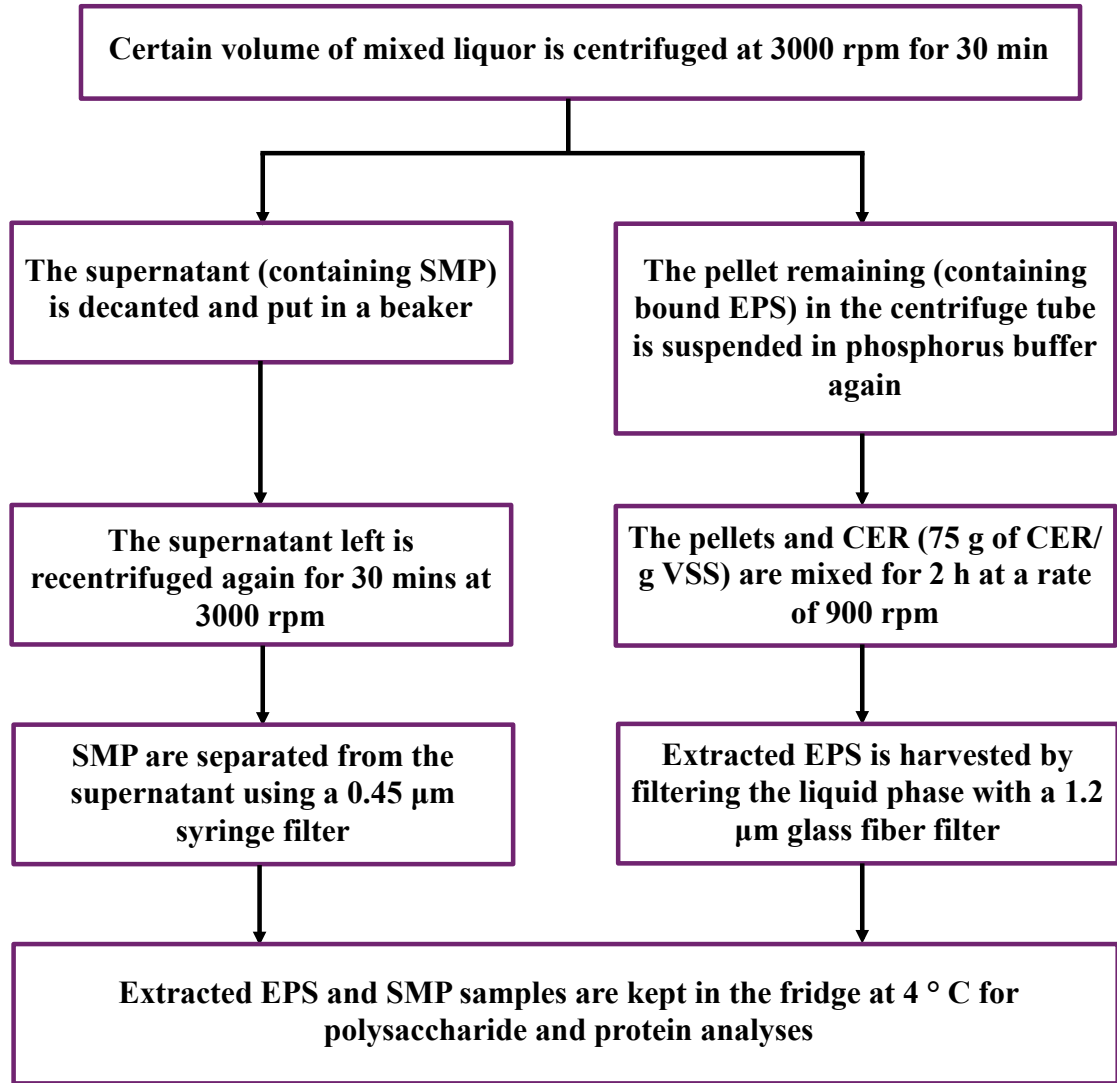 Certain volume of mixed liquor is centrifuged at 3000 rpm for 30 min
The supernatant (containing SMP)
is decanted and put in a beaker
The pellet remaining (containing
bound EPS) in the centrifuge tube
is suspended in phosphorus buffer
again
The supernatant left is
recentrifuged again for 30 mins at
3000 rpm
The pellets and CER (75 g of CER/
g VSS) are mixed for 2 h at a rate
of 900 rpm
SMP are separated from the
supernatant using a 0.45 µm
syringe filter
Extracted EPS is harvested by
filtering the liquid phase with a 1.2
µm glass fiber filter
Extracted EPS and SMP samples are kept in the fridge at 4 ° C for
polysaccharide and protein analyses